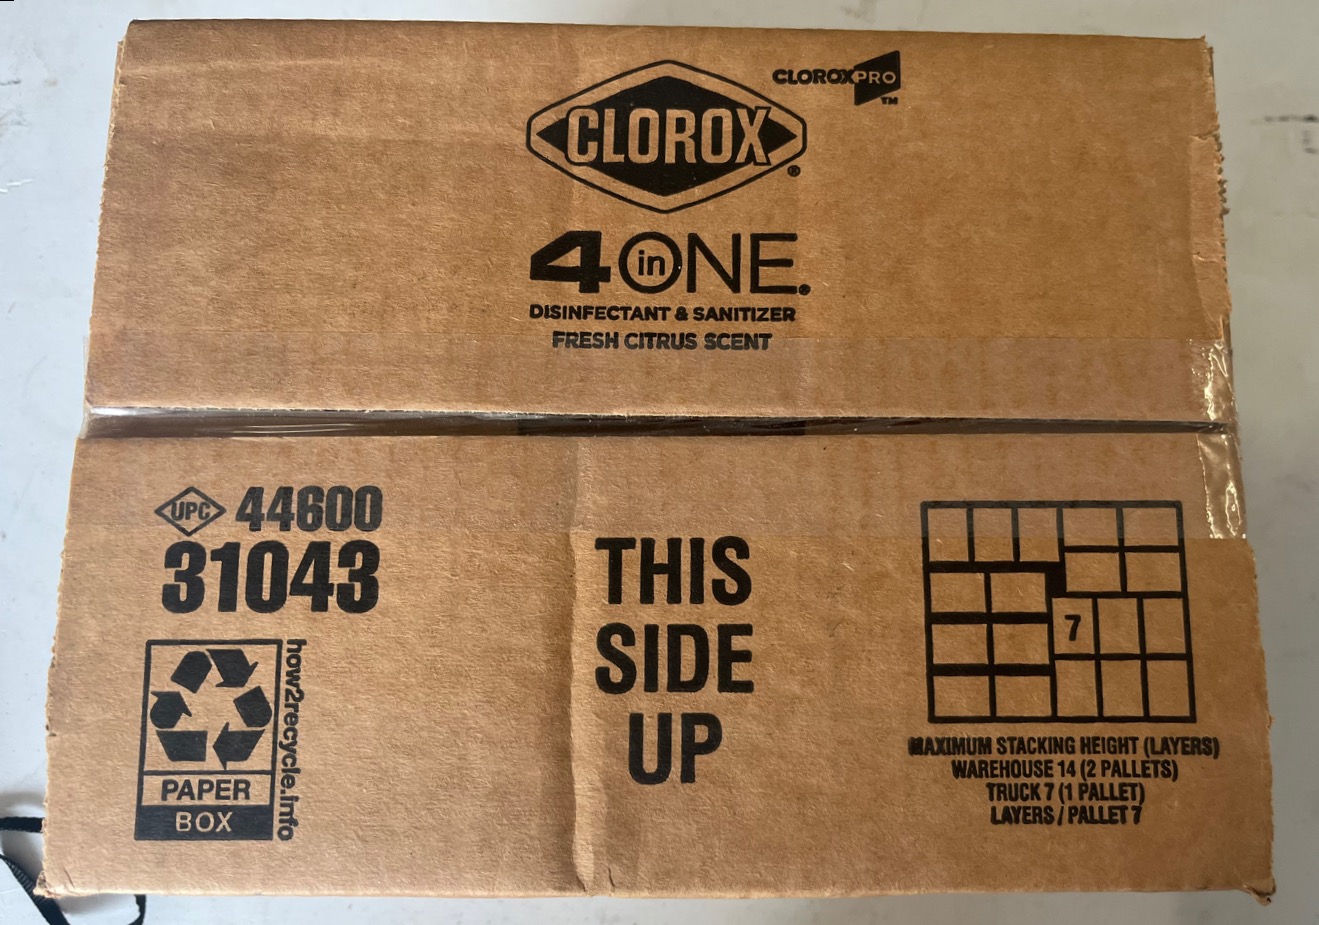 CLOROXPRO™
CLOROX®
4 in ONE®
DISINFECTANT & SANITIZER
FRESH CITRUS SCENT
UPC 44600
31043
how2recycle.info
PAPER
BOX
THIS
SIDE
UP
7
MAXIMUM STACKING HEIGHT (LAYERS)
WAREHOUSE 14 (2 PALLETS)
TRUCK 7 (1 PALLET)
LAYERS / PALLET 7